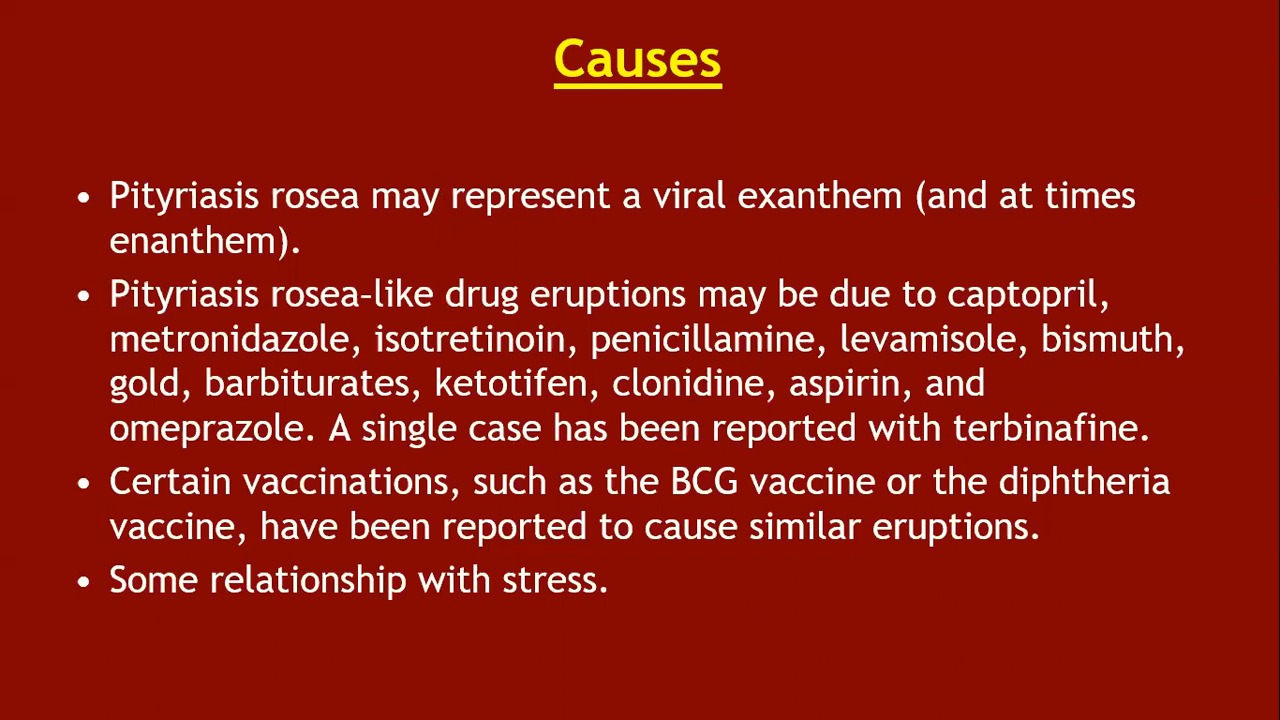 Causes
• Pityriasis rosea may represent a viral exanthem (and at times
enanthem).
• Pityriasis rosea–like drug eruptions may be due to captopril,
metronidazole, isotretinoin, penicillamine, levamisole, bismuth,
gold, barbiturates, ketotifen, clonidine, aspirin, and
omeprazole. A single case has been reported with terbinafine.
• Certain vaccinations, such as the BCG vaccine or the diphtheria
vaccine, have been reported to cause similar eruptions.
• Some relationship with stress.